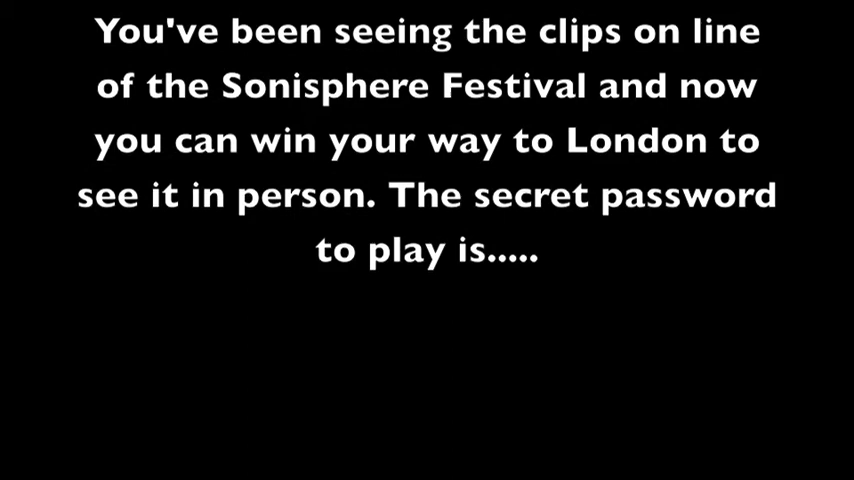 You've been seeing the clips on line
of the Sonisphere Festival and now
you can win your way to London to
see it in person. The secret password
to play is.....